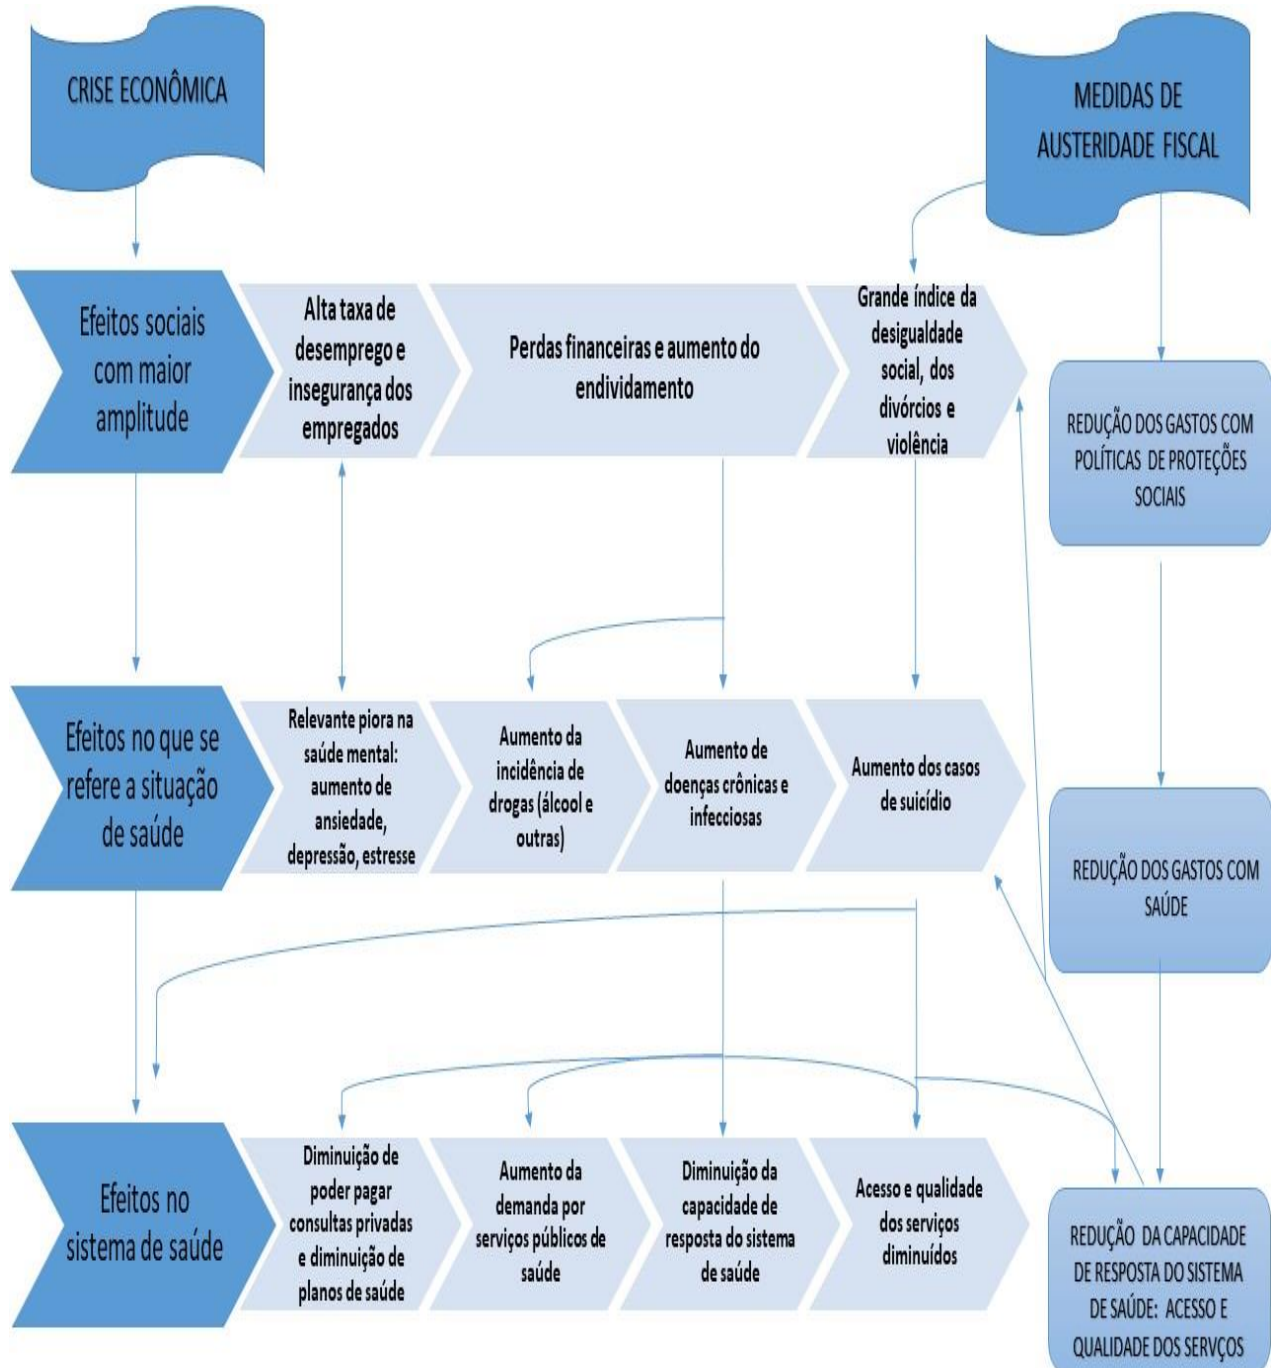 CRISE ECONÔMICA
MEDIDAS DE
AUSTERIDADE FISCAL
Efeitos sociais
com maior
amplitude
Alta taxa de
desemprego e
insegurança dos
empregados
Perdas financeiras e aumento do
endividamento
Grande índice da
desigualdade
social, dos
divórcios e
violência
REDUÇÃO DOS GASTOS COM
POLÍTICAS DE PROTEÇÕES
SOCIAIS
Efeitos no que se
refere a situação
de saúde
Relevante piora na
saúde mental:
aumento de
ansiedade,
depressão, estresse
Aumento da
incidência de
drogas (álcool e
outras)
Aumento de
doenças crônicas e
infecciosas
Aumento dos casos
de suicídio
REDUÇÃO DOS GASTOS COM
SAÚDE
Efeitos no
sistema de saúde
Diminuição de
poder pagar
consultas privadas
e diminuição de
planos de saúde
Aumento da
demanda por
serviços públicos de
saúde
Diminuição da
capacidade de
resposta do sistema
de saúde
Acesso e qualidade
dos serviços
diminuídos
REDUÇÃO DA CAPACIDADE
DE RESPOSTA DO SISTEMA
DE SAÚDE: ACESSO E
QUALIDADE DOS SERVÇOS